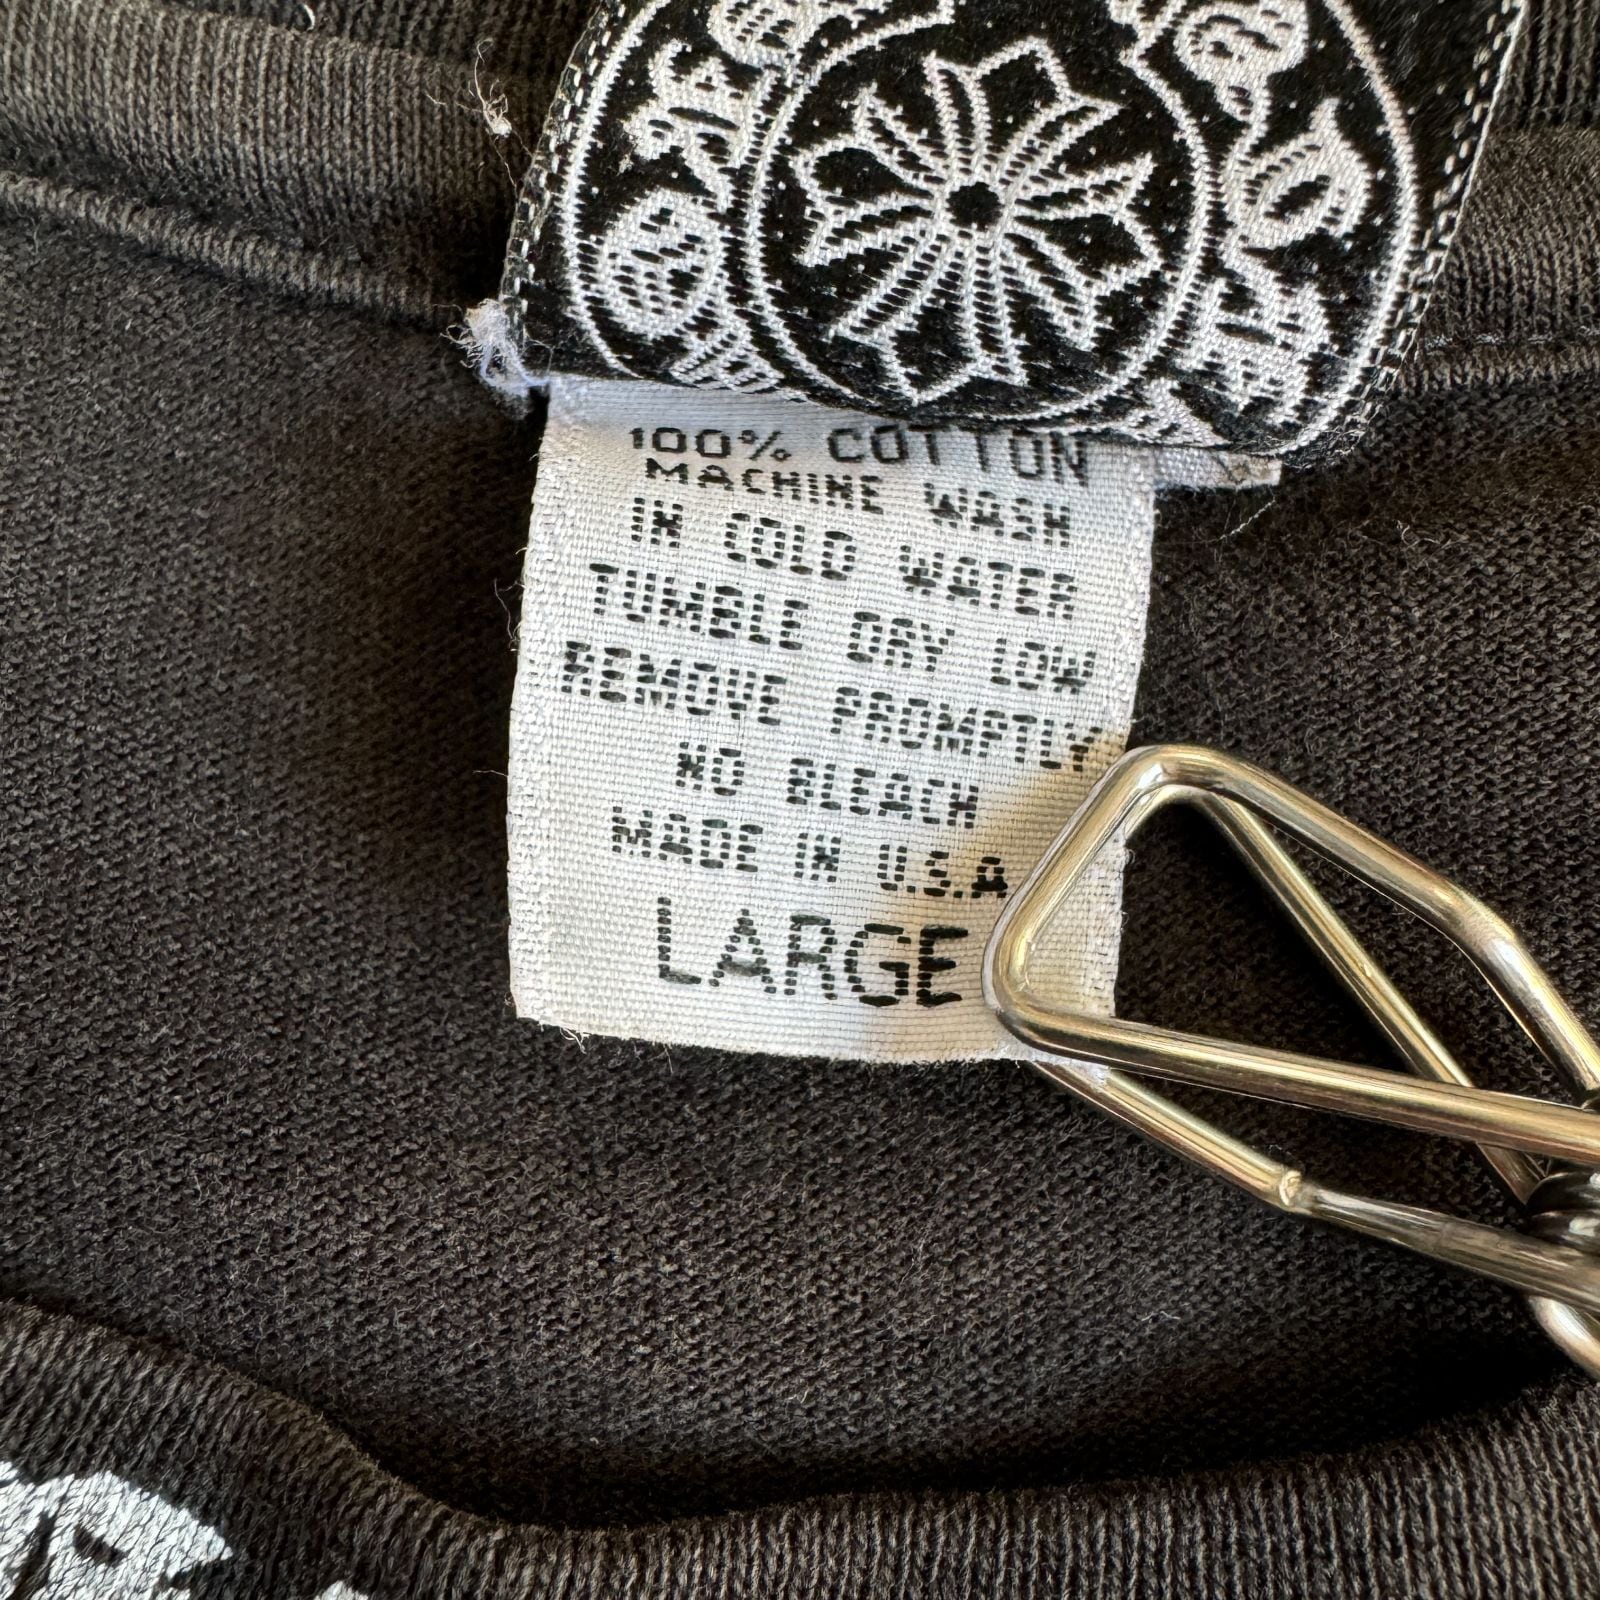 100% COTTON
MACHINE WASH
IN COLD WATER
TUMBLE DRY LOW
REMOVE PROMPTLY
NO BLEACH
MADE IN U.S.A
LARGE